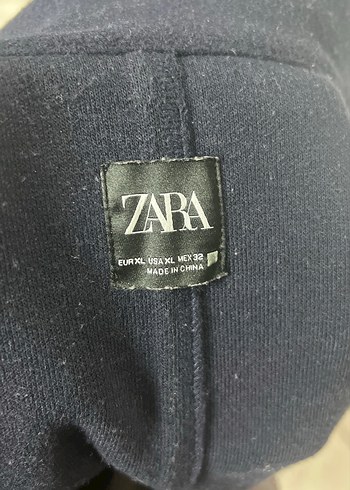 ZARA
EUR XL USA XL MEX 32
MADE IN CHINA